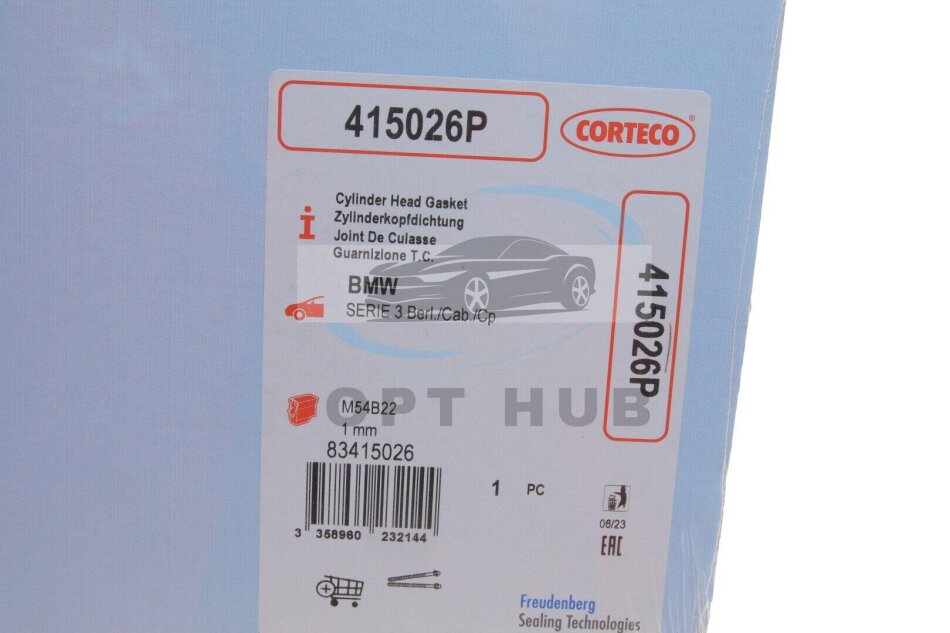 415026P
CORTECO®
Cylinder Head Gasket
Zylinderkopfdichtung
Joint De Culasse
Guarnizione T.C.
BMW
SERIE 3 Berl./Cab./Cp
415026P
OPT HUB
M54B22
1 mm
83415026
1 PC
3 358960 232144
06/23
EAC
Freudenberg
Sealing Technologies